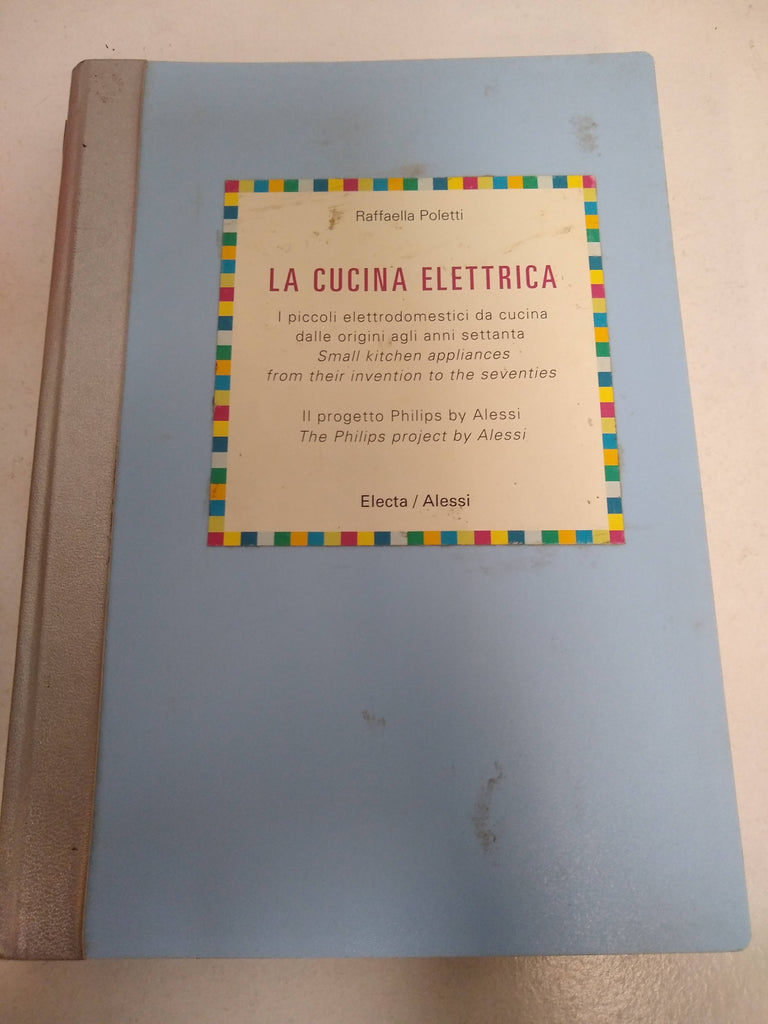 Raffaella Poletti
LA CUCINA ELETTRICA
I piccoli elettrodomestici da cucina
dalle origini agli anni settanta
Small kitchen appliances
from their invention to the seventies
Il progetto Philips by Alessi
The Philips project by Alessi
Electa / Alessi